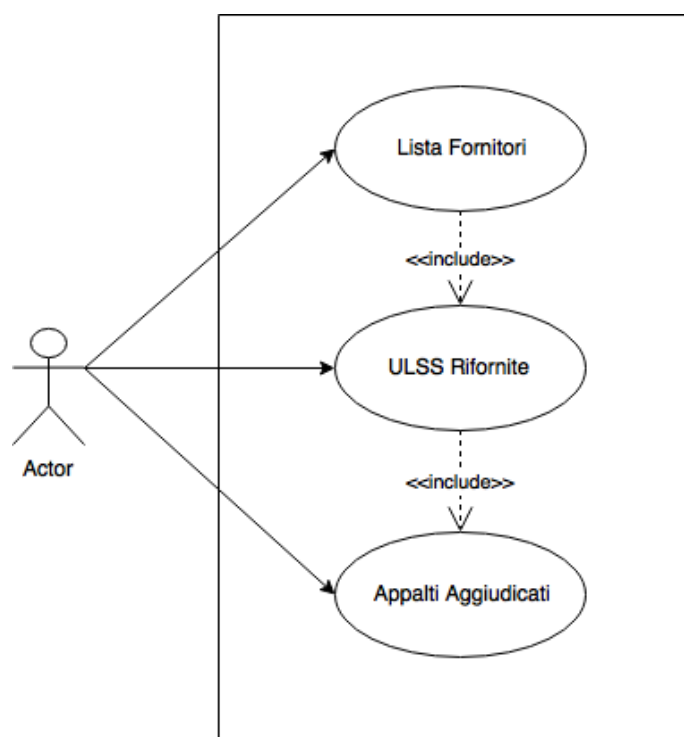 Lista Fornitori
<<include>>
ULSS Rifornite
Actor
<<include>>
Appalti Aggiudicati